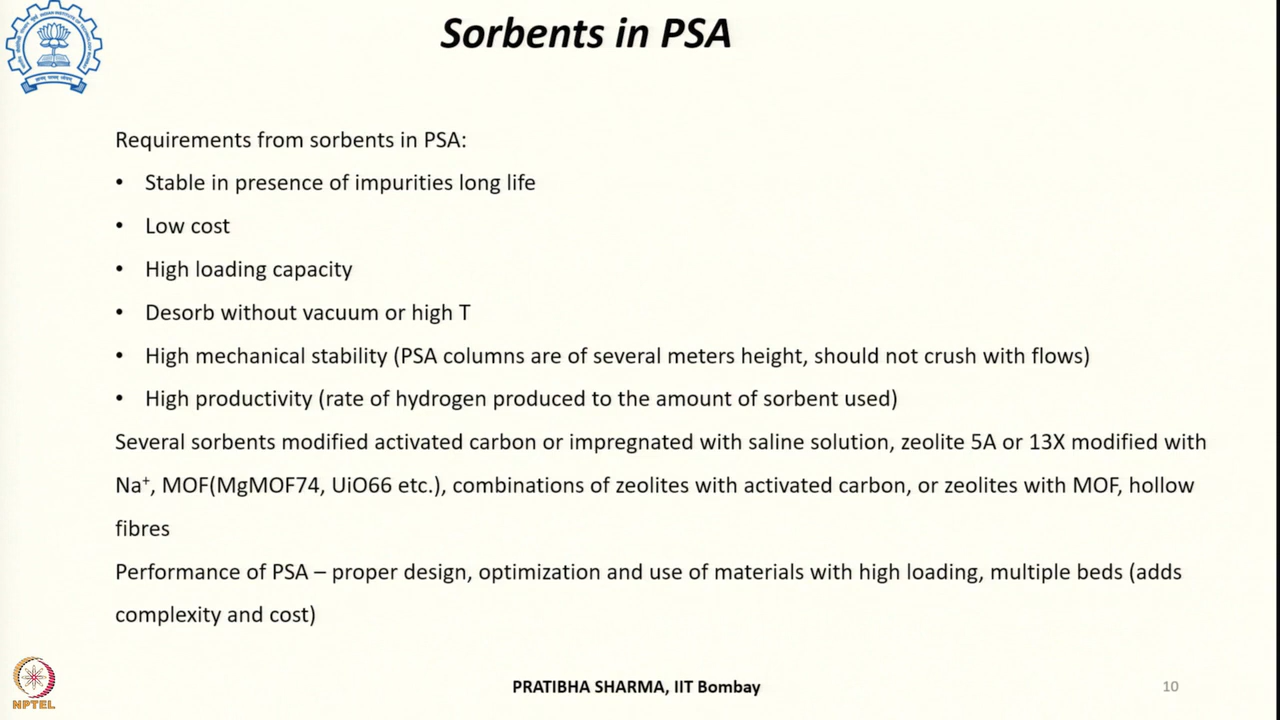 Sorbents in PSA
Requirements from sorbents in PSA:
• Stable in presence of impurities long life
• Low cost
• High loading capacity
• Desorb without vacuum or high T
• High mechanical stability (PSA columns are of several meters height, should not crush with flows)
• High productivity (rate of hydrogen produced to the amount of sorbent used)
Several sorbents modified activated carbon or impregnated with saline solution, zeolite 5A or 13X modified with
Na⁺, MOF(MgMOF74, UiO66 etc.), combinations of zeolites with activated carbon, or zeolites with MOF, hollow
fibres
Performance of PSA – proper design, optimization and use of materials with high loading, multiple beds (adds
complexity and cost)
NPTEL
PRATIBHA SHARMA, IIT Bombay
10